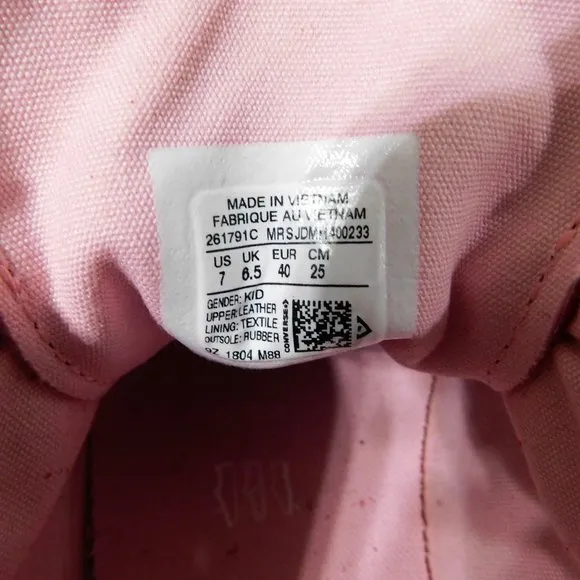 MADE IN VIETNAM
FABRIQUE AU VIETNAM
261791C
US UK EUR CM
7 6.5 40 25
GENDER: KID
UPPER: LEATHER
LINING: TEXTILE
OUTSOLE: RUBBER
1804 M88
CONVERSE